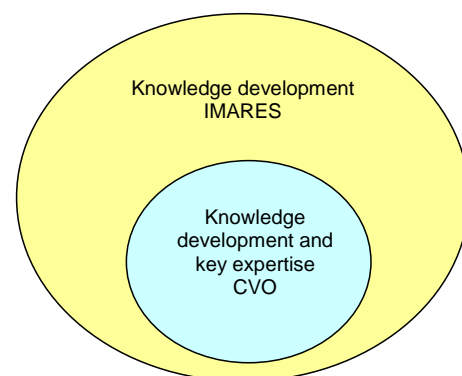 Knowledge development
IMARES
Knowledge
development and
key expertise
CVO